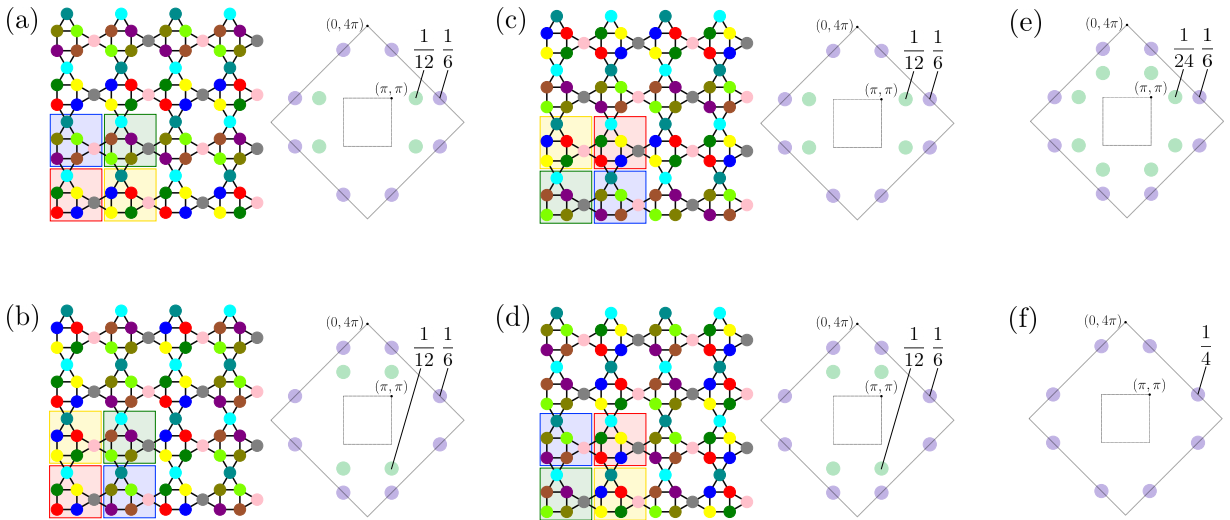 (a)
(0, 4π)
(π, π)
1/12
1/6
(c)
(0, 4π)
(π, π)
1/12
1/6
(e)
(0, 4π)
(π, π)
1/24
1/6
(b)
(0, 4π)
(π, π)
1/12
1/6
(d)
(0, 4π)
(π, π)
1/12
1/6
(f)
(0, 4π)
(π, π)
1/4